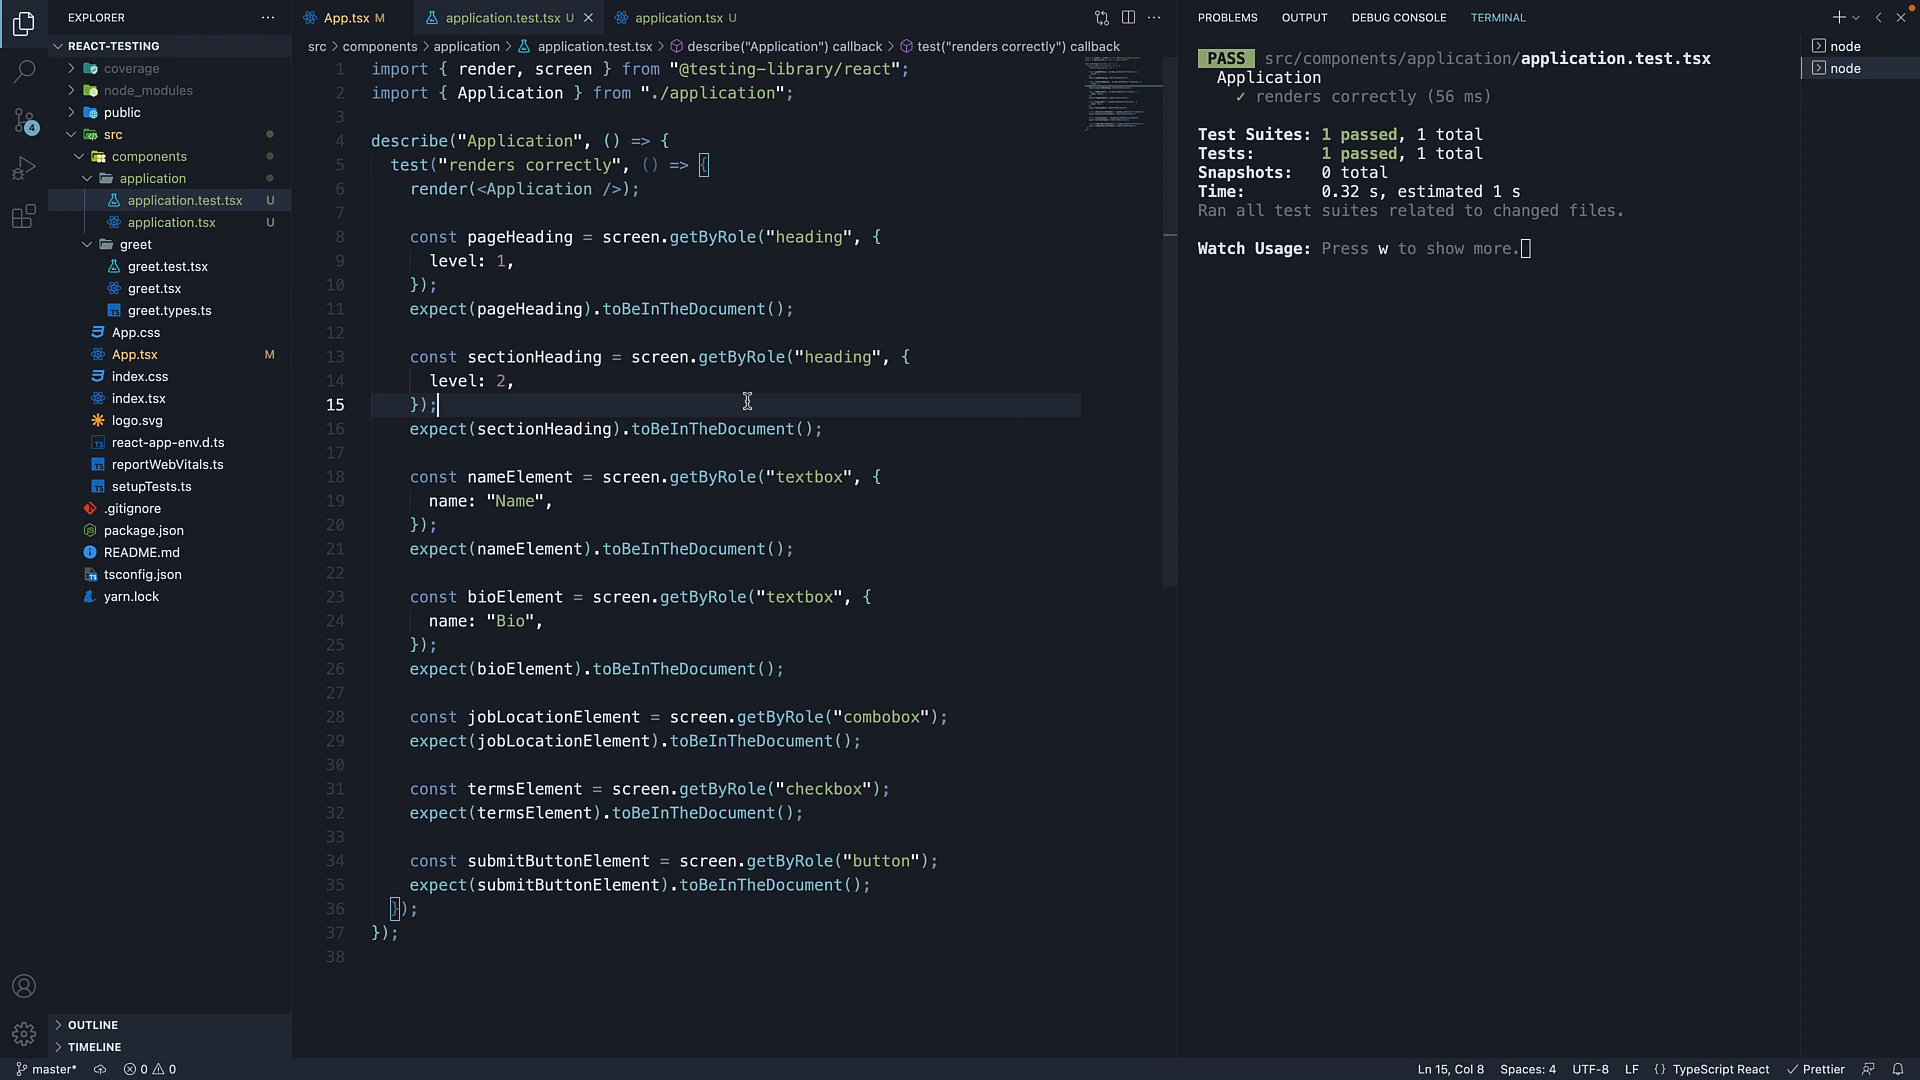 EXPLORER
REACT-TESTING
coverage
node_modules
public
src
components
application
application.test.tsx U
application.tsx U
greet
greet.test.tsx
greet.tsx
greet.types.ts
App.css
App.tsx M
index.css
index.tsx
logo.svg
react-app-env.d.ts
reportWebVitals.ts
setupTests.ts
.gitignore
package.json
README.md
tsconfig.json
yarn.lock
OUTLINE
TIMELINE
4
App.tsx M
application.test.tsx U
application.tsx U
src > components > application > application.test.tsx > describe("Application") callback > test("renders correctly") callback
1 import { render, screen } from "@testing-library/react";
2 import { Application } from "./application";
3
4 describe("Application", () => {
5 test("renders correctly", () => {
6 render(<Application />);
7
8 const pageHeading = screen.getByRole("heading", {
9 level: 1,
10 });
11 expect(pageHeading).toBeInTheDocument();
12
13 const sectionHeading = screen.getByRole("heading", {
14 level: 2,
15 });
16 expect(sectionHeading).toBeInTheDocument();
17
18 const nameElement = screen.getByRole("textbox", {
19 name: "Name",
20 });
21 expect(nameElement).toBeInTheDocument();
22
23 const bioElement = screen.getByRole("textbox", {
24 name: "Bio",
25 });
26 expect(bioElement).toBeInTheDocument();
27
28 const jobLocationElement = screen.getByRole("combobox");
29 expect(jobLocationElement).toBeInTheDocument();
30
31 const termsElement = screen.getByRole("checkbox");
32 expect(termsElement).toBeInTheDocument();
33
34 const submitButtonElement = screen.getByRole("button");
35 expect(submitButtonElement).toBeInTheDocument();
36 });
37 });
38
PROBLEMS OUTPUT DEBUG CONSOLE TERMINAL
PASS src/components/application/application.test.tsx
Application
✓ renders correctly (56 ms)
Test Suites: 1 passed, 1 total
Tests: 1 passed, 1 total
Snapshots: 0 total
Time: 0.32 s, estimated 1 s
Ran all test suites related to changed files.
Watch Usage: Press w to show more.
node
node
master* 0 0
Ln 15, Col 8 Spaces: 4 UTF-8 LF {} TypeScript React ✓ Prettier